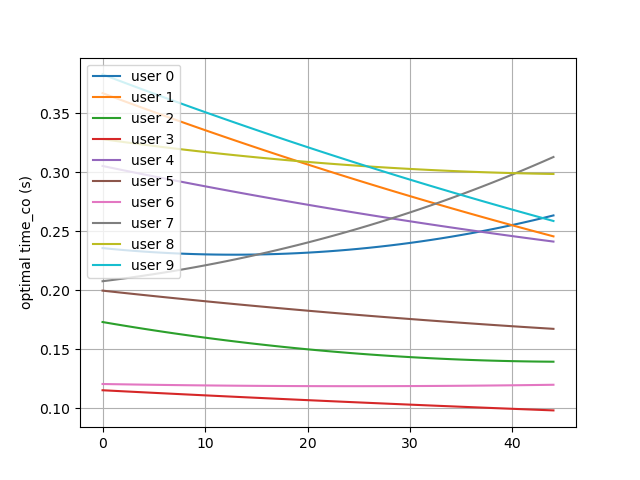 optimal time_co (s)
0.35
0.30
0.25
0.20
0.15
0.10
0 10 20 30 40
user 0
user 1
user 2
user 3
user 4
user 5
user 6
user 7
user 8
user 9